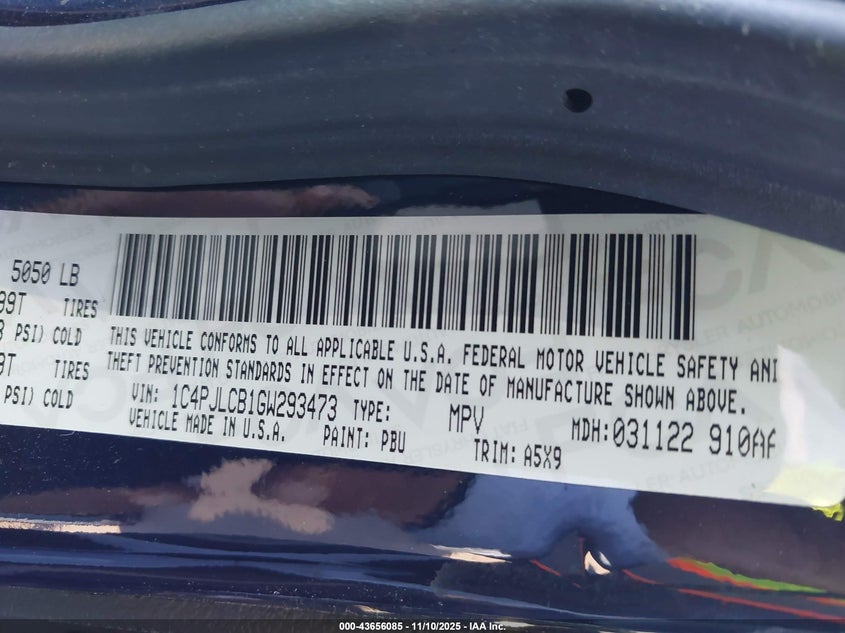 5050 LB
99T TIRES
PSI) COLD
9T TIRES
PSI) COLD
THIS VEHICLE CONFORMS TO ALL APPLICABLE U.S.A. FEDERAL MOTOR VEHICLE SAFETY AN
THEFT PREVENTION STANDARDS IN EFFECT ON THE DATE OF MANUFACTURE SHOWN ABOVE.
VIN: 1C4PJLCB1GW293473 TYPE: MPV MDH: 031122 910AF
VEHICLE MADE IN U.S.A. PAINT: PBU TRIM: A5X9
000-43656085 - 11/10/2025 - IAA Inc.